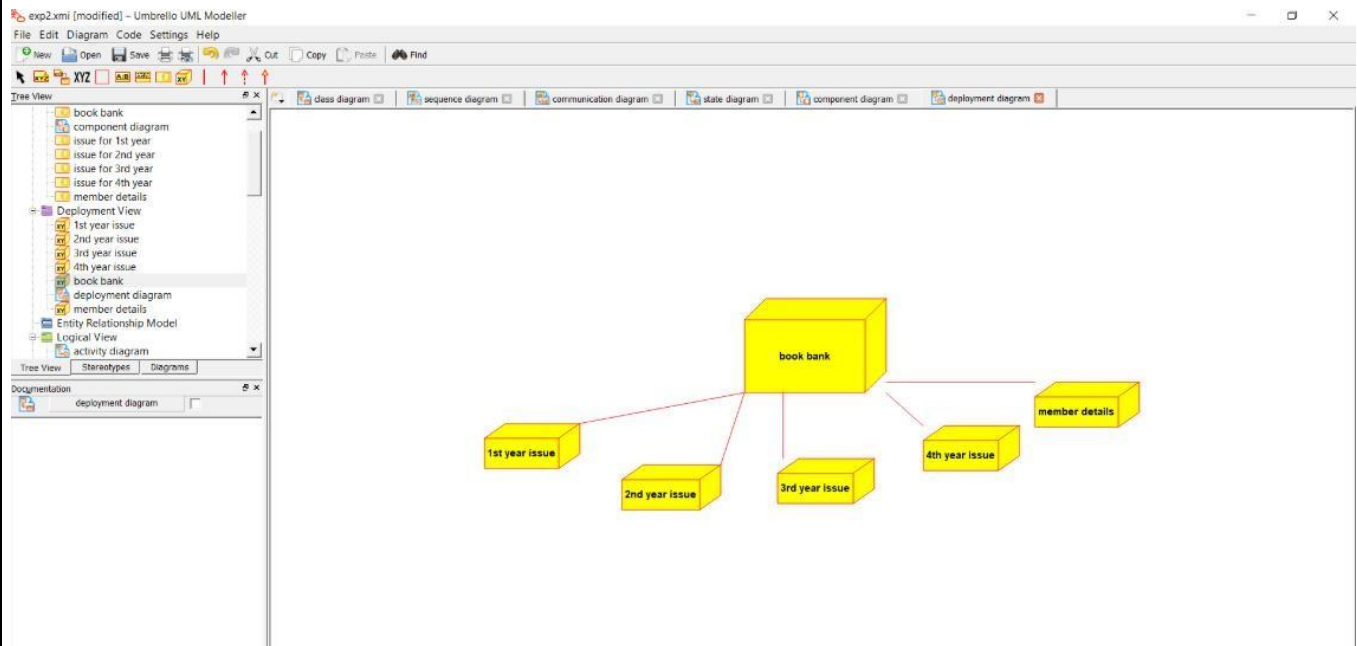 exp2.xmi [modified] – Umbrello UML Modeller
File Edit Diagram Code Settings Help
New Open Save Cut Copy Paste Find
XYZ
Tree View
class diagram sequence diagram communication diagram state diagram component diagram deployment diagram
book bank
component diagram
issue for 1st year
issue for 2nd year
issue for 3rd year
issue for 4th year
member details
Deployment View
1st year issue
2nd year issue
3rd year issue
4th year issue
book bank
deployment diagram
member details
Entity Relationship Model
Logical View
activity diagram
Tree View Stereotypes Diagrams
Documentation
deployment diagram
book bank
member details
1st year issue
4th year issue
2nd year issue
3rd year issue